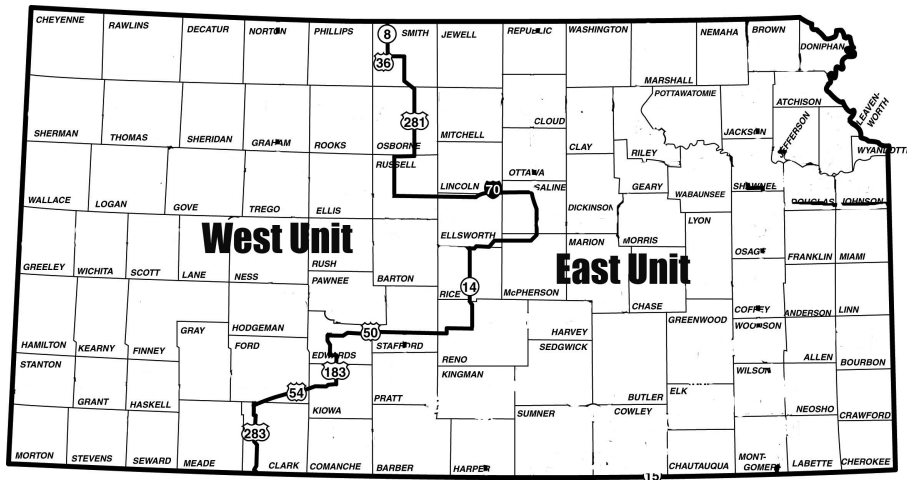 CHEYENNE RAWLINS DECATUR NORTON PHILLIPS 8 SMITH JEWELL REPUBLIC WASHINGTON NEMAHA BROWN
DONIPHAN
36
MARSHALL
POTTAWATOMIE
ATCHISON
LEAVEN-
WORTH
281
CLOUD
SHERMAN THOMAS SHERIDAN GRAHAM ROOKS OSBORNE MITCHELL CLAY RILEY JACKSON JEFFERSON WYANDOTT
RUSSELL
OTTAWA
LINCOLN 70 SALINE GEARY WABAUNSEE SHAWNEE
WALLACE LOGAN GOVE TREGO ELLIS DICKINSON DOUGLAS JOHNSON
LYON
West Unit
ELLSWORTH MARION MORRIS
East Unit
OSAGE FRANKLIN MIAMI
GREELEY WICHITA SCOTT LANE NESS RUSH
PAWNEE BARTON
14
RICE McPHERSON CHASE
COFFEY ANDERSON LINN
GREENWOOD
WOODSON
GRAY HODGEMAN
FORD
50
STAFFORD
HARVEY
SEDGWICK
HAMILTON KEARNY FINNEY EDWARDS RENO ALLEN BOURBON
STANTON
183
KINGMAN
WILSON
54
GRANT HASKELL KIOWA PRATT BUTLER ELK
SUMNER COWLEY NEOSHO CRAWFORD
283
MORTON STEVENS SEWARD MEADE CLARK COMANCHE BARBER HARPER CHAUTAUQUA MONT-
GOMERY LABETTE CHEROKEE
15